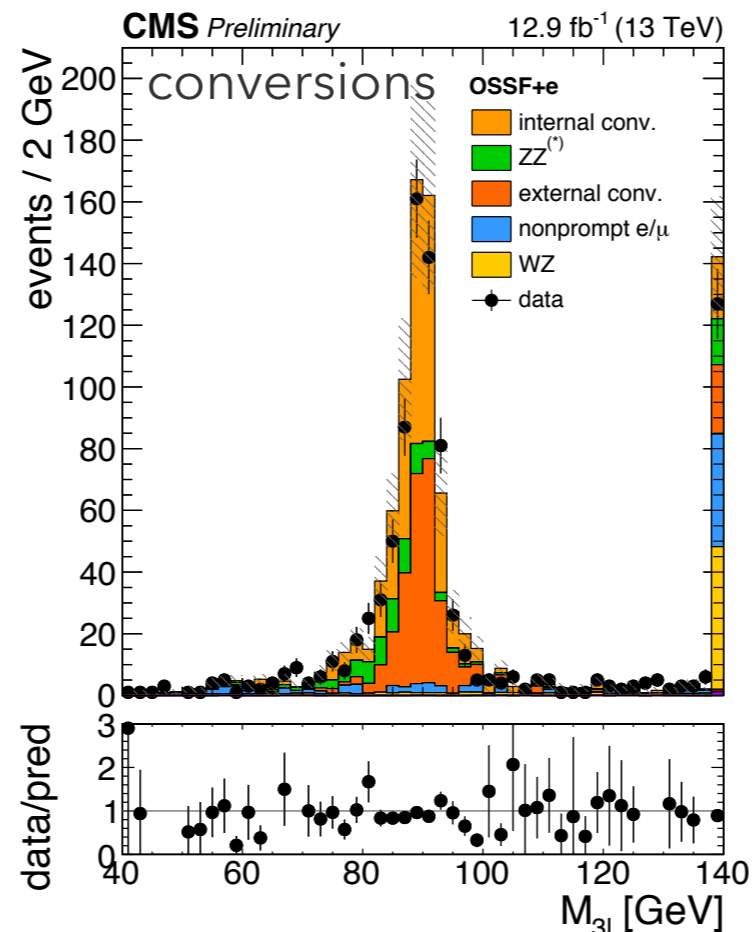 CMS Preliminary 12.9 fb⁻¹ (13 TeV)
conversions
OSSF+e
internal conv.
ZZ(*)
external conv.
nonprompt e/μ
WZ
data
events / 2 GeV
200
180
160
140
120
100
80
60
40
20
0
data/pred
3
2
1
0
40 60 80 100 120 140
M3l [GeV]